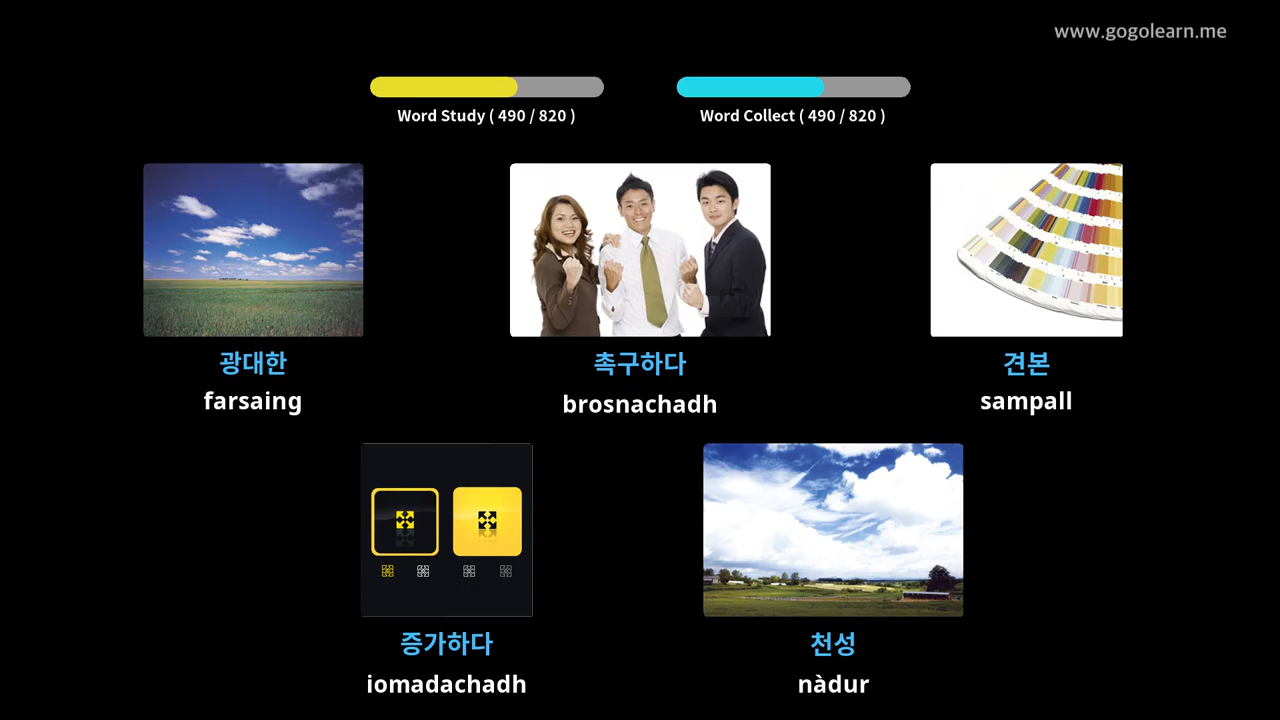 www.gogolearn.me
Word Study ( 490 / 820 )
Word Collect ( 490 / 820 )
광대한
farsaing
촉구하다
brosnachadh
견본
sampall
증가하다
iomadachadh
천성
nàdur